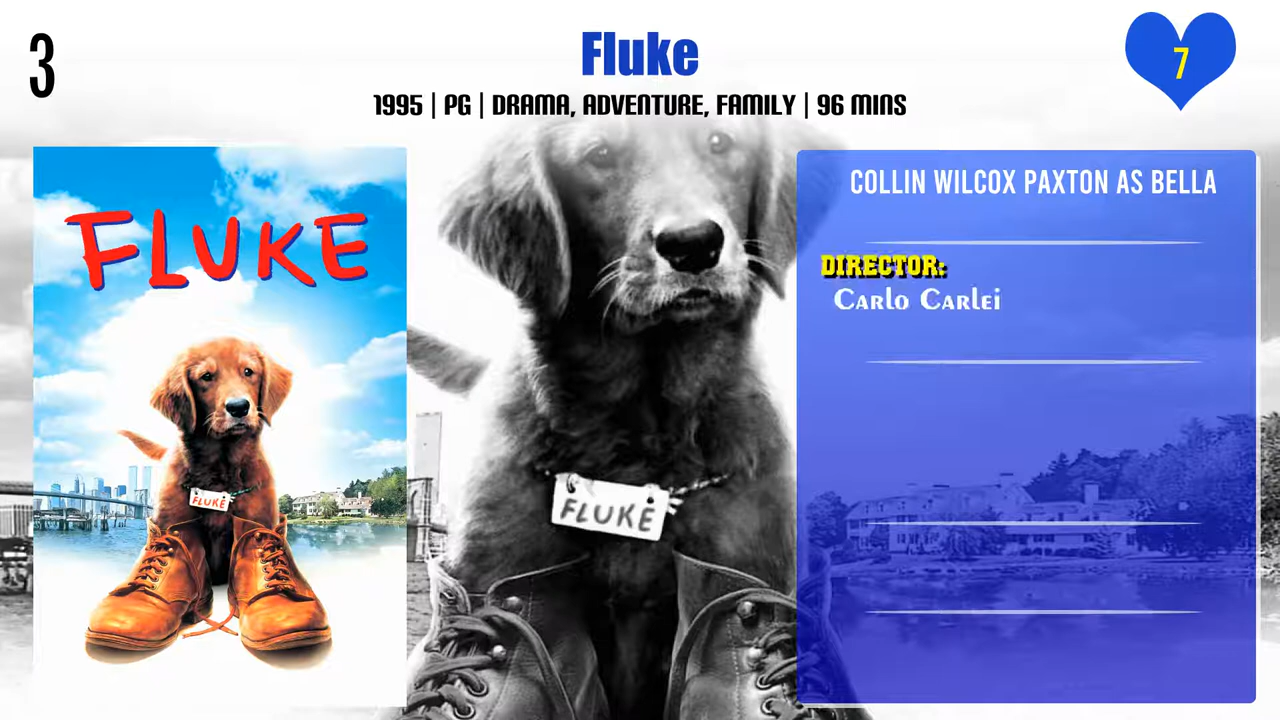 3
Fluke
7
1995 | PG | DRAMA, ADVENTURE, FAMILY | 96 MINS
FLUKE
FLUKE
FLUKE
COLLIN WILCOX PAXTON AS BELLA
DIRECTOR:
Carlo Carlei